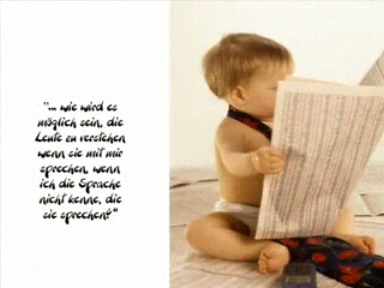 "... wie wird es
möglich sein, die
Leute zu verstehen
wenn sie mit mir
sprechen, wenn
ich die Sprache
nicht kenne, die
sie sprechen?"